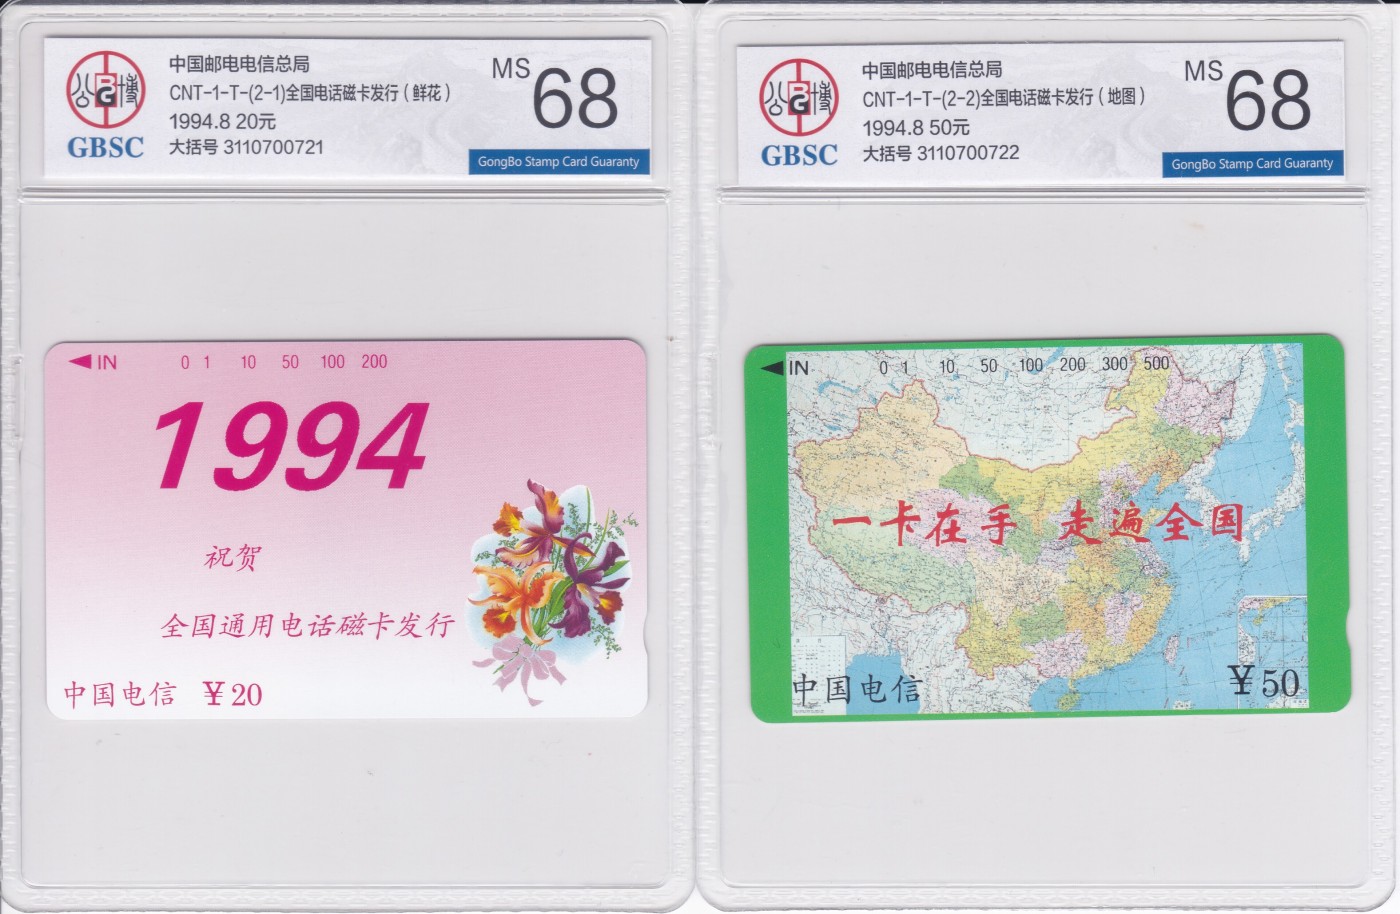 公博
BG
GBSC
中国邮电电信总局
CNT-1-T-(2-1)全国电话磁卡发行(鲜花)
1994.8 20元
大括号 3110700721
MS 68
GongBo Stamp Card Guaranty
IN 0 1 10 50 100 200
1994
祝贺
全国通用电话磁卡发行
中国电信 ¥20
公博
BG
GBSC
中国邮电电信总局
CNT-1-T-(2-2)全国电话磁卡发行(地图)
1994.8 50元
大括号 3110700722
MS 68
GongBo Stamp Card Guaranty
IN 0 1 10 50 100 200 300 500
一卡在手 走遍全国
中国电信 ¥50